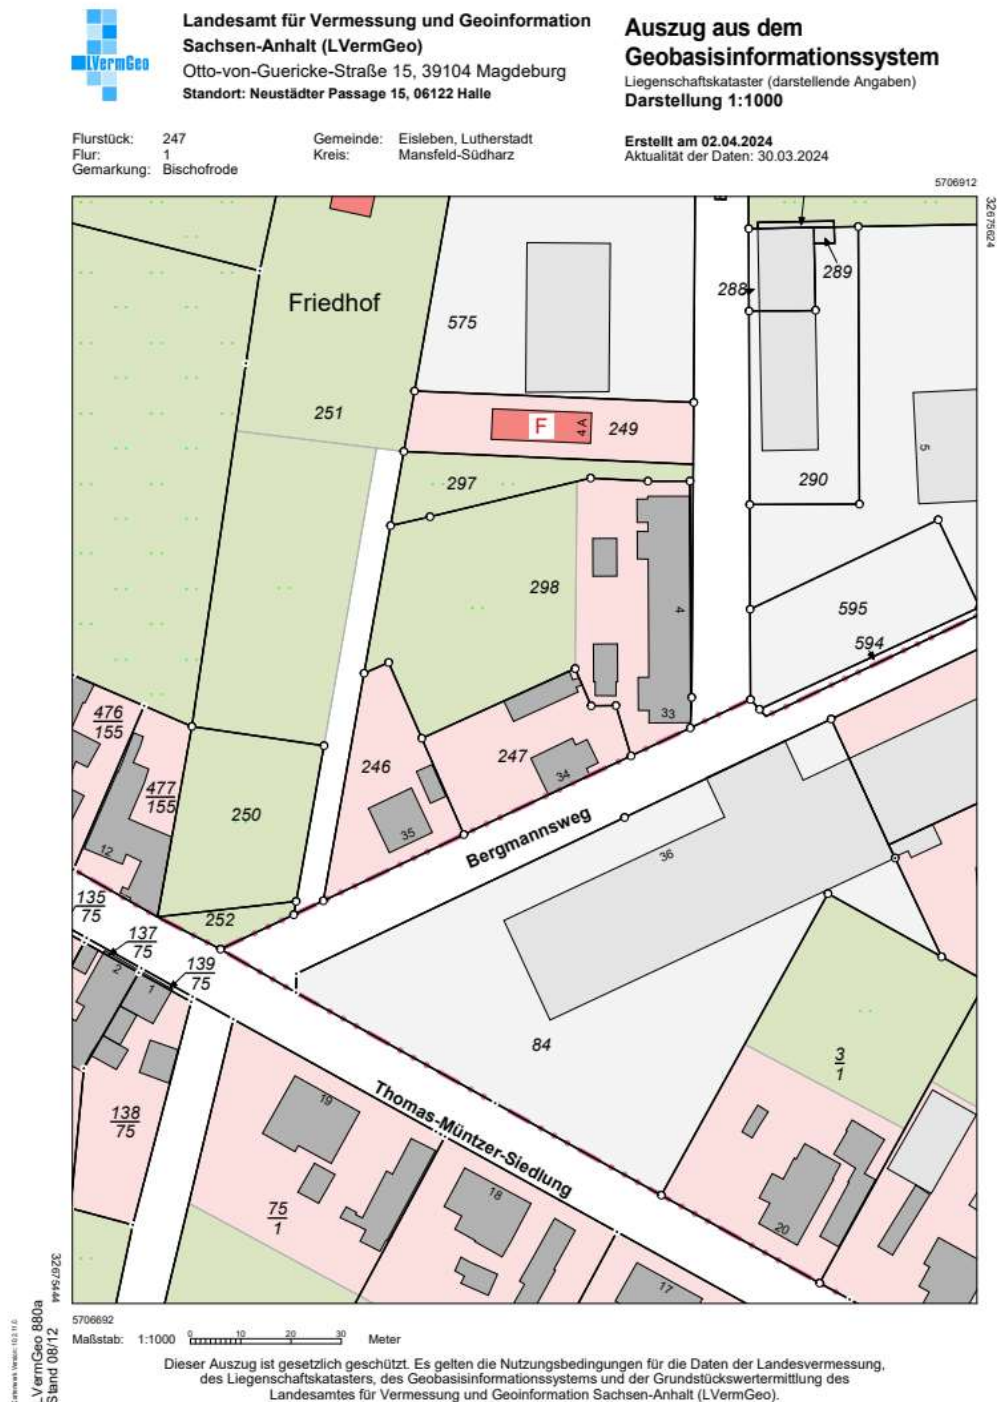 LVermGeo
Landesamt für Vermessung und Geoinformation
Sachsen-Anhalt (LVermGeo)
Otto-von-Guericke-Straße 15, 39104 Magdeburg
Standort: Neustädter Passage 15, 06122 Halle
Auszug aus dem
Geobasisinformationssystem
Liegenschaftskataster (darstellende Angaben)
Darstellung 1:1000
Flurstück: 247
Flur: 1
Gemarkung: Bischofrode
Gemeinde: Eisleben, Lutherstadt
Kreis: Mansfeld-Südharz
Erstellt am 02.04.2024
Aktualität der Daten: 30.03.2024
5706912
32675624
289
288
Friedhof
575
251
F
4 A
249
5
297
290
298
4
595
594
33
476
155
477
155
246
247
34
250
35
Bergmannsweg
36
12
135
75
252
137
75
139
75
2
1
84
3
1
Thomas-Müntzer-Siedlung
19
138
75
18
75
1
20
17
32675444
5706692
Maßstab: 1:1000 0 10 20 30 Meter
LVermGeo 880a
Stand 08/12
Dieser Auszug ist gesetzlich geschützt. Es gelten die Nutzungsbedingungen für die Daten der Landesvermessung,
des Liegenschaftskatasters, des Geobasisinformationssystems und der Grundstückswertermittlung des
Landesamtes für Vermessung und Geoinformation Sachsen-Anhalt (LVermGeo).